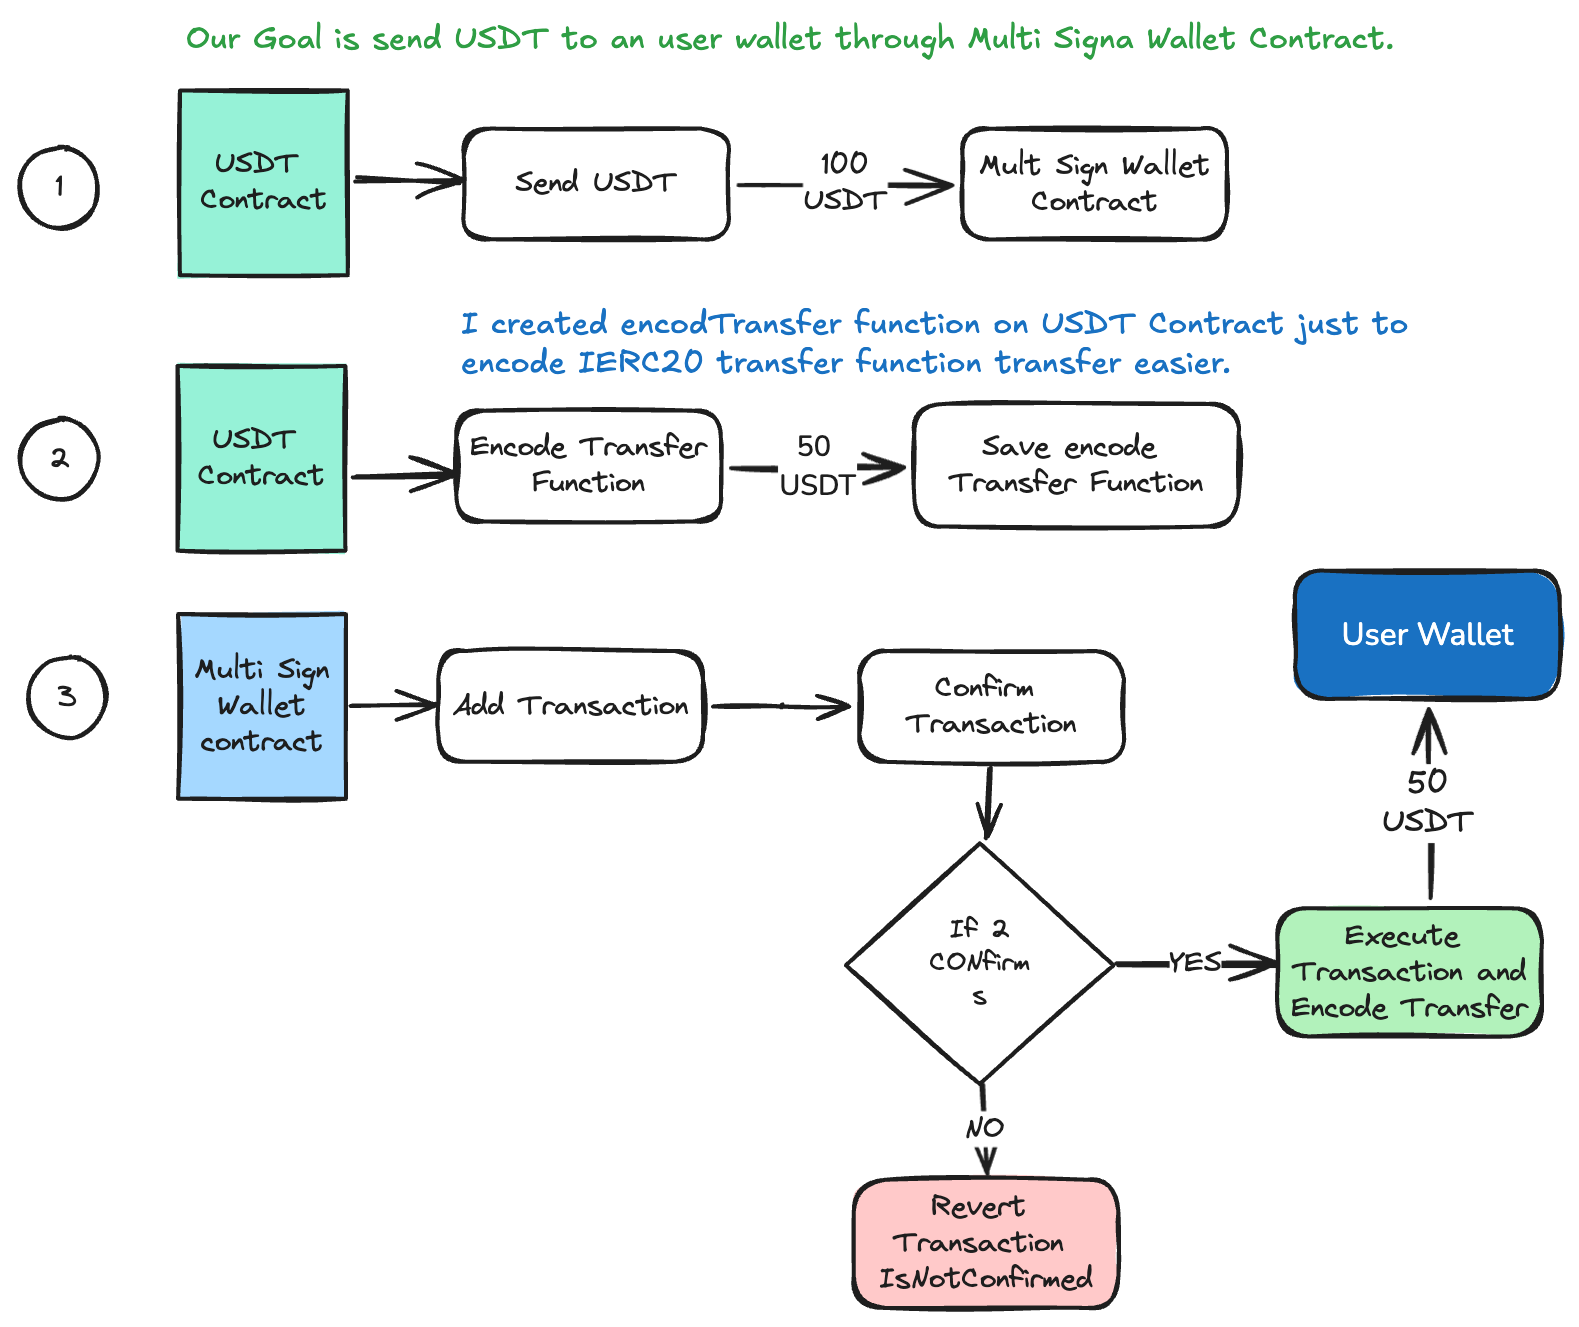 Our Goal is send USDT to an user wallet through Multi Signa Wallet Contract.
1
USDT
Contract
Send USDT
100
USDT
Mult Sign Wallet
Contract
I created encodTransfer function on USDT Contract just to
encode IERC20 transfer function transfer easier.
2
USDT
Contract
Encode Transfer
Function
50
USDT
Save encode
Transfer Function
3
Multi Sign
Wallet
contract
Add Transaction
Confirm
Transaction
User Wallet
50
USDT
If 2
CONfirm
s
YES
Execute
Transaction and
Encode Transfer
NO
Revert
Transaction
IsNotConfirmed